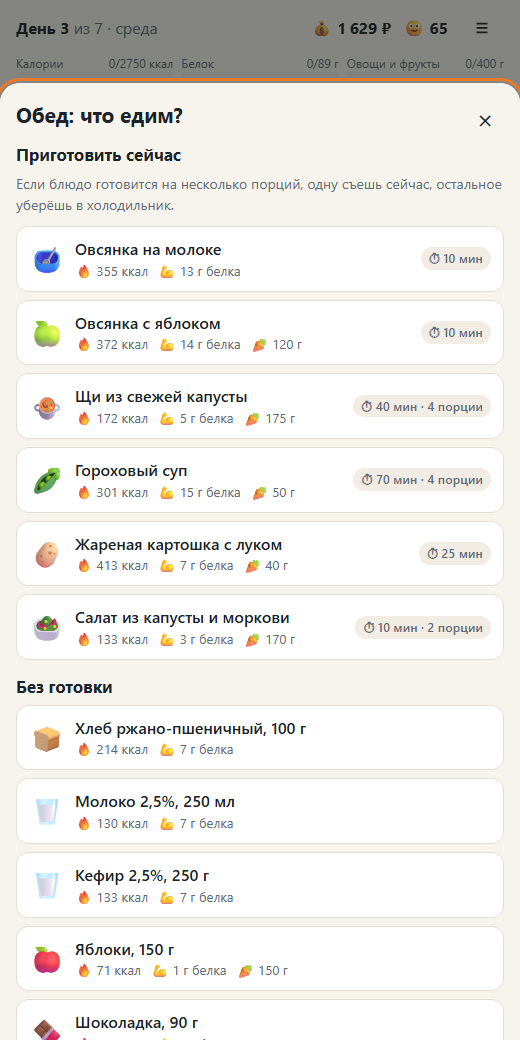 День 3 из 7 · среда
1 629 ₽ 65 ☰
Калории 0/2750 ккал Белок 0/89 г Овощи и фрукты 0/400 г
Обед: что едим? ×
Приготовить сейчас
Если блюдо готовится на несколько порций, одну съешь сейчас, остальное
уберёшь в холодильник.
Овсянка на молоке
355 ккал 13 г белка
10 мин
Овсянка с яблоком
372 ккал 14 г белка 120 г
10 мин
Щи из свежей капусты
172 ккал 5 г белка 175 г
40 мин · 4 порции
Гороховый суп
301 ккал 15 г белка 50 г
70 мин · 4 порции
Жареная картошка с луком
413 ккал 7 г белка 40 г
25 мин
Салат из капусты и моркови
133 ккал 3 г белка 170 г
10 мин · 2 порции
Без готовки
Хлеб ржано-пшеничный, 100 г
214 ккал 7 г белка
Молоко 2,5%, 250 мл
130 ккал 7 г белка
Кефир 2,5%, 250 г
133 ккал 7 г белка
Яблоки, 150 г
71 ккал 1 г белка 150 г
Шоколадка, 90 г